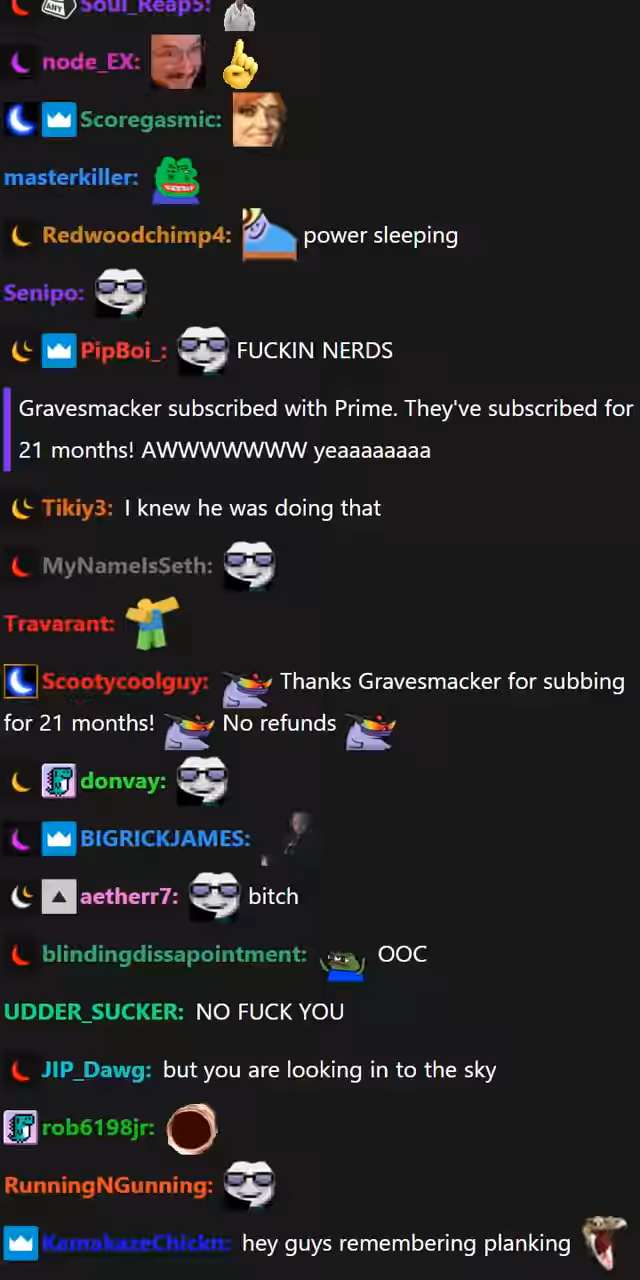 ANY Soul_Reap5:
node_EX:
Scoregasmic:
masterkiller:
Redwoodchimp4: power sleeping
Senipo:
PipBoi_: FUCKIN NERDS
Gravesmacker subscribed with Prime. They've subscribed for
21 months! AWWWWWWW yeaaaaaaaa
Tikiy3: I knew he was doing that
MyNameIsSeth:
Travarant:
Scootycoolguy: Thanks Gravesmacker for subbing
for 21 months! No refunds
donvay:
BIGRICKJAMES:
aetherr7: bitch
blindingdissapointment: OOC
UDDER_SUCKER: NO FUCK YOU
JIP_Dawg: but you are looking in to the sky
rob6198jr:
RunningNGunning:
KamakazeChickn: hey guys remembering planking